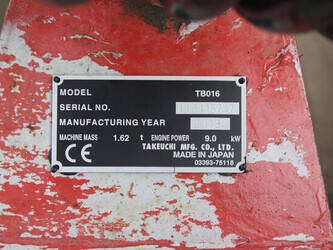 MODEL TB016
SERIAL NO.
MANUFACTURING YEAR
MACHINE MASS 1.62 t ENGINE POWER 9.0 kW
TAKEUCHI MFG. CO., LTD.
CE MADE IN JAPAN
03393-75118